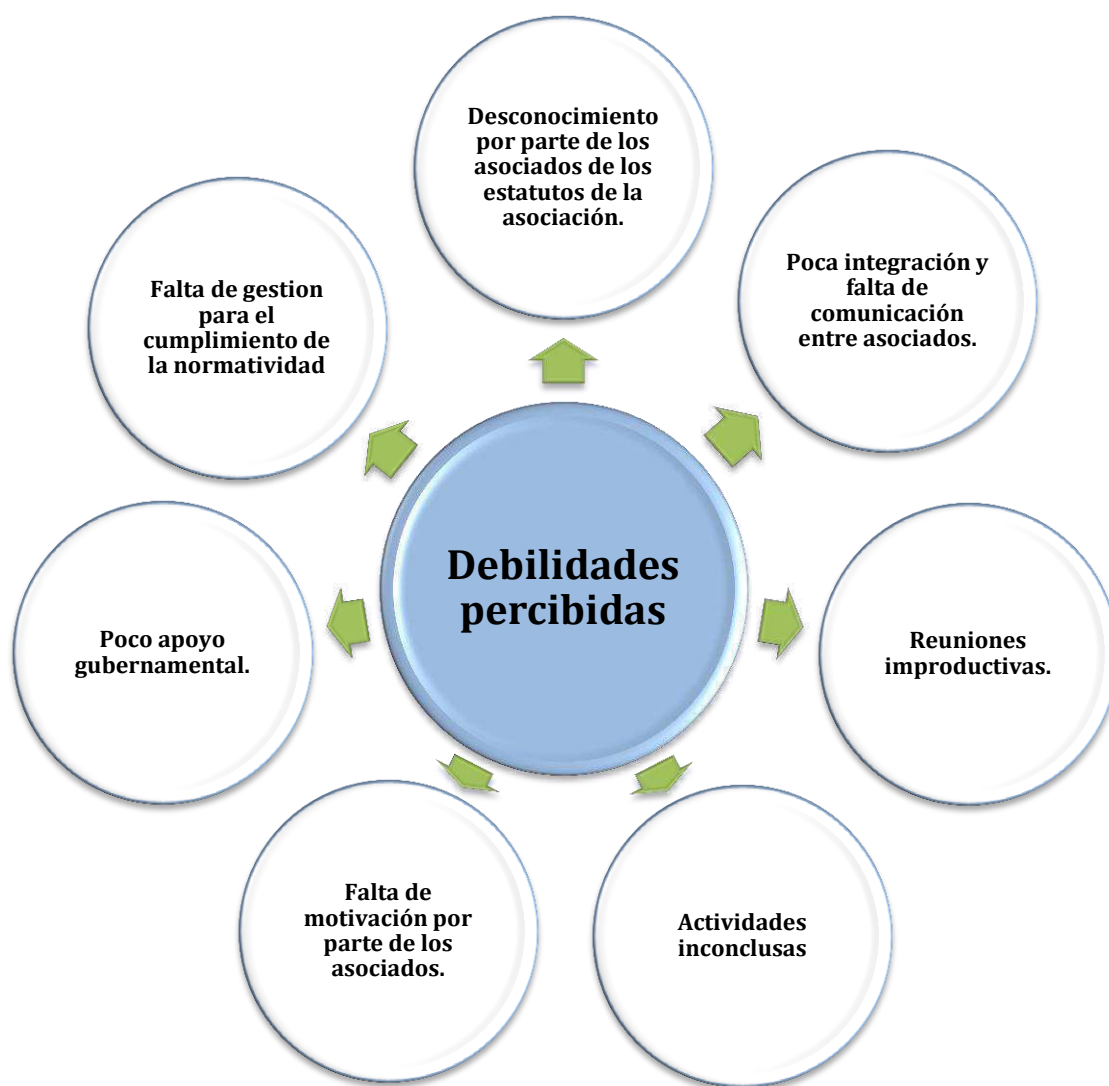 Desconocimiento
por parte de los
asociados de los
estatutos de la
asociación.
Poca integración y
falta de
comunicación
entre asociados.
Falta de gestion
para el
cumplimiento de
la normatividad
Debilidades
percibidas
Poco apoyo
gubernamental.
Reuniones
improductivas.
Falta de
motivación por
parte de los
asociados.
Actividades
inconclusas